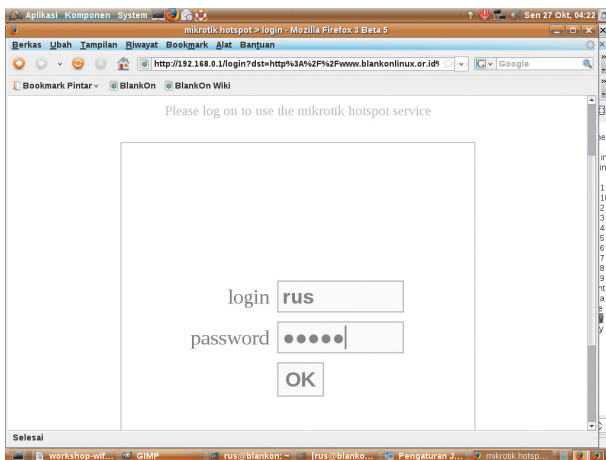 Aplikasi Komponen System Sen 27 Okt, 04:22
mikrotik hotspot > login - Mozilla Firefox 3 Beta 5
Berkas Ubah Tampilan Riwayat Bookmark Alat Bantuan
http://192.168.0.1/login?dst=http%3A%2F%2Fwww.blankonlinux.or.id% Google
Bookmark Pintar BlankOn BlankOn Wiki
Please log on to use the mikrotik hotspot service
login rus
password •••••
OK
Selesai
workshop-wif... GIMP rus@blankon: ~ [rus@blanko... Pengaturan J... mikrotik hotsp...